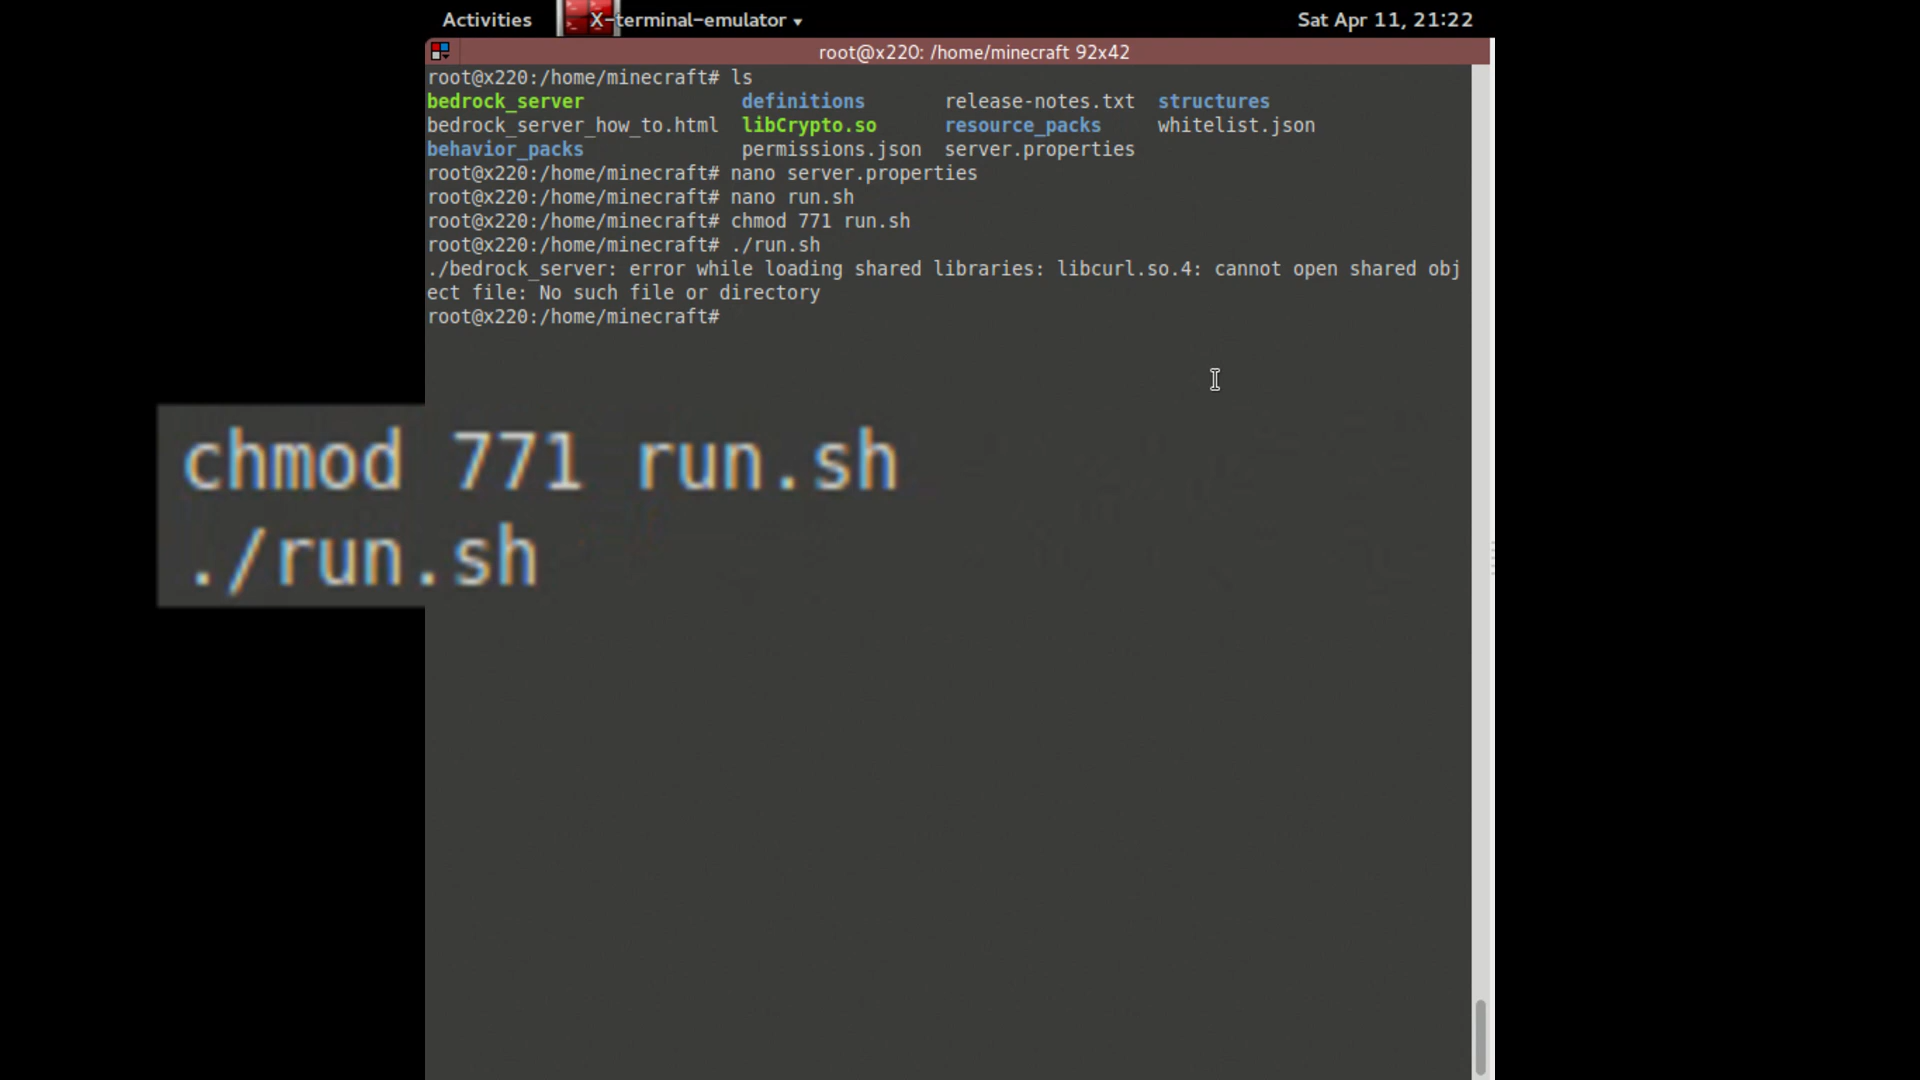 Activities X-terminal-emulator ▾ Sat Apr 11, 21:22
root@x220: /home/minecraft 92x42
root@x220:/home/minecraft# ls
bedrock_server definitions release-notes.txt structures
bedrock_server_how_to.html libCrypto.so resource_packs whitelist.json
behavior_packs permissions.json server.properties
root@x220:/home/minecraft# nano server.properties
root@x220:/home/minecraft# nano run.sh
root@x220:/home/minecraft# chmod 771 run.sh
root@x220:/home/minecraft# ./run.sh
./bedrock_server: error while loading shared libraries: libcurl.so.4: cannot open shared obj
ect file: No such file or directory
root@x220:/home/minecraft#
chmod 771 run.sh
./run.sh